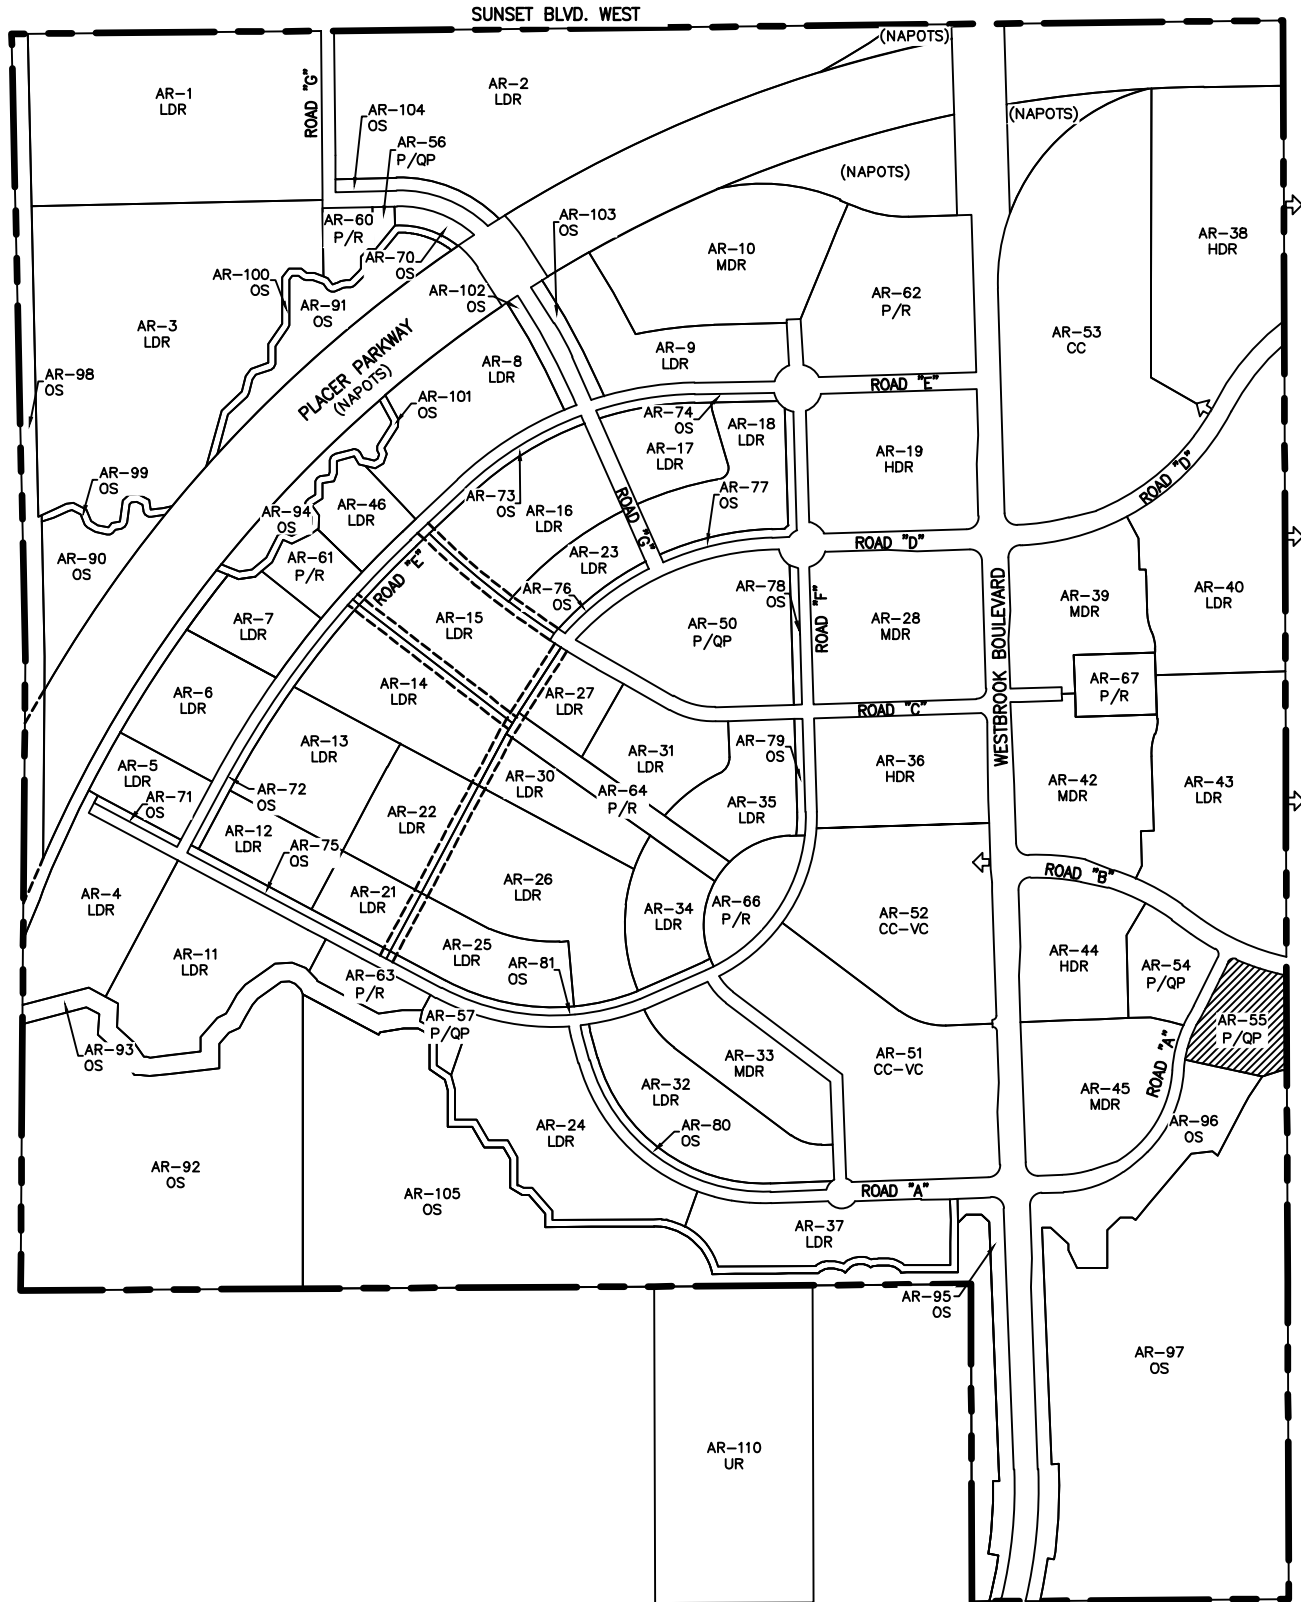 SUNSET BLVD. WEST
(NAPOTS)
AR-1
LDR
ROAD "G"
AR-2
LDR
AR-104
OS
AR-56
P/QP
(NAPOTS)
(NAPOTS)
AR-60
P/R
AR-103
OS
AR-38
HDR
AR-10
MDR
AR-70
OS
AR-100
OS
AR-102
OS
AR-62
P/R
AR-91
OS
AR-3
LDR
AR-53
CC
PLACER PARKWAY
(NAPOTS)
AR-8
LDR
AR-9
LDR
AR-98
OS
ROAD "E"
AR-101
OS
AR-74
OS
AR-18
LDR
AR-17
LDR
AR-19
HDR
ROAD "D"
AR-99
OS
AR-73
OS
AR-77
OS
AR-46
LDR
AR-94
OS
AR-16
LDR
ROAD "G"
ROAD "D"
AR-61
P/R
AR-23
LDR
AR-90
OS
ROAD "E"
AR-76
OS
AR-78
OS
ROAD "F"
AR-39
MDR
AR-40
LDR
AR-7
LDR
AR-15
LDR
AR-50
P/QP
AR-28
MDR
WESTBROOK BOULEVARD
AR-67
P/R
AR-6
LDR
AR-14
LDR
AR-27
LDR
ROAD "C"
AR-13
LDR
AR-79
OS
AR-31
LDR
AR-36
HDR
AR-5
LDR
AR-30
LDR
AR-64
P/R
AR-42
MDR
AR-43
LDR
AR-71
OS
AR-72
OS
AR-35
LDR
AR-22
LDR
AR-12
LDR
AR-75
OS
ROAD "B"
AR-4
LDR
AR-21
LDR
AR-26
LDR
AR-34
LDR
AR-66
P/R
AR-52
CC-VC
AR-11
LDR
AR-25
LDR
AR-81
OS
AR-44
HDR
AR-54
P/QP
AR-63
P/R
AR-57
P/QP
AR-55
P/QP
AR-93
OS
AR-33
MDR
AR-51
CC-VC
ROAD "A"
AR-32
LDR
AR-45
MDR
AR-24
LDR
AR-80
OS
AR-96
OS
AR-92
OS
AR-105
OS
ROAD "A"
AR-37
LDR
AR-95
OS
AR-97
OS
AR-110
UR